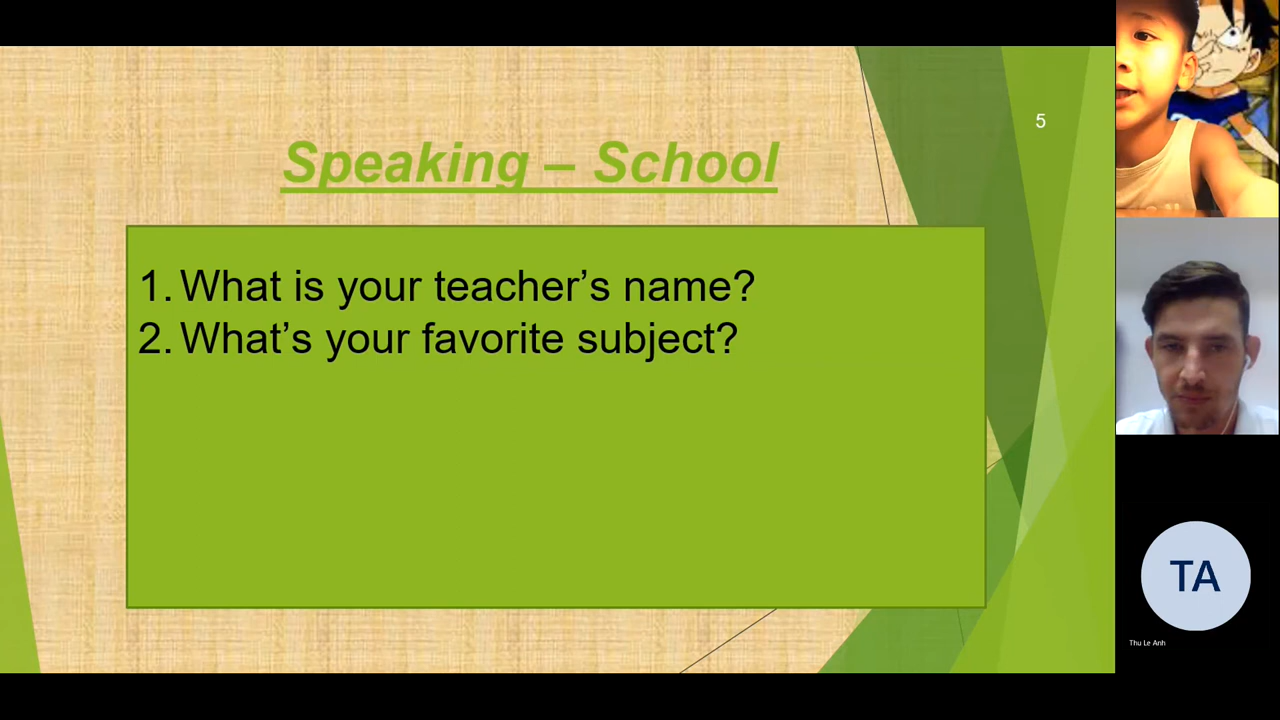 5
Speaking – School
1. What is your teacher’s name?
2. What’s your favorite subject?
TA
Thu Le Anh